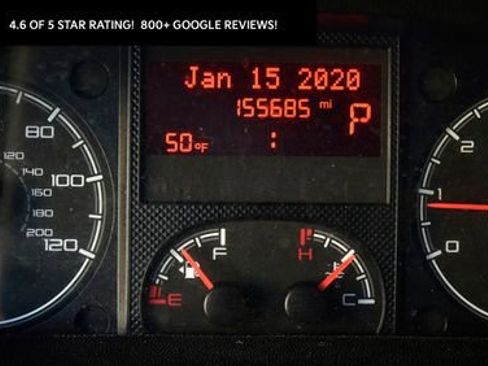 4.6 OF 5 STAR RATING! 800+ GOOGLE REVIEWS!
Jan 15 2020
155685 mi
P
50°F :
80
100
120
120
160
180
200
F
E
H
C
2
1
0